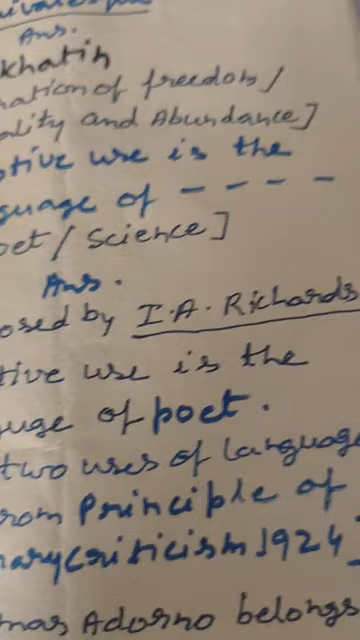 Ans.
khatin
nation of freedom/
ality and Abundance]
otive use is the
guage of - - - -
oet/Science]
Ans.
osed by I.A. Richards
tive use is the
uage of poet.
two uses of language
rom Principle of
rary Criticism 1924
mas Adorno belongs